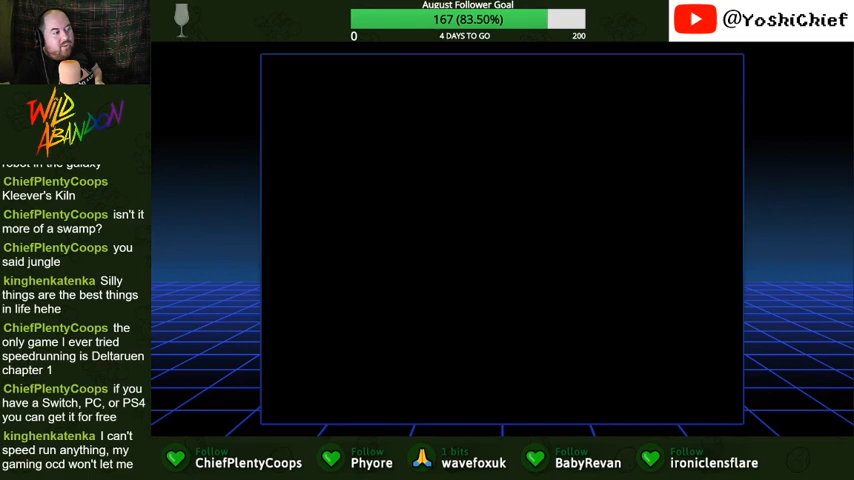 August Follower Goal
167 (83.50%)
0
4 DAYS TO GO
200
@YoshiChief
WILD
ABANDON
robot in the galaxy
ChiefPlentyCoops
Kleever's Kiln
ChiefPlentyCoops isn't it
more of a swamp?
ChiefPlentyCoops you
said jungle
kinghenkatenka Silly
things are the best things
in life hehe
ChiefPlentyCoops the
only game I ever tried
speedrunning is Deltaruen
chapter 1
ChiefPlentyCoops if you
have a Switch, PC, or PS4
you can get it for free
kinghenkatenka I can't
speed run anything, my
gaming ocd won't let me
Follow
ChiefPlentyCoops
Follow
Phyore
1 bits
wavefoxuk
Follow
BabyRevan
Follow
ironiclensflare